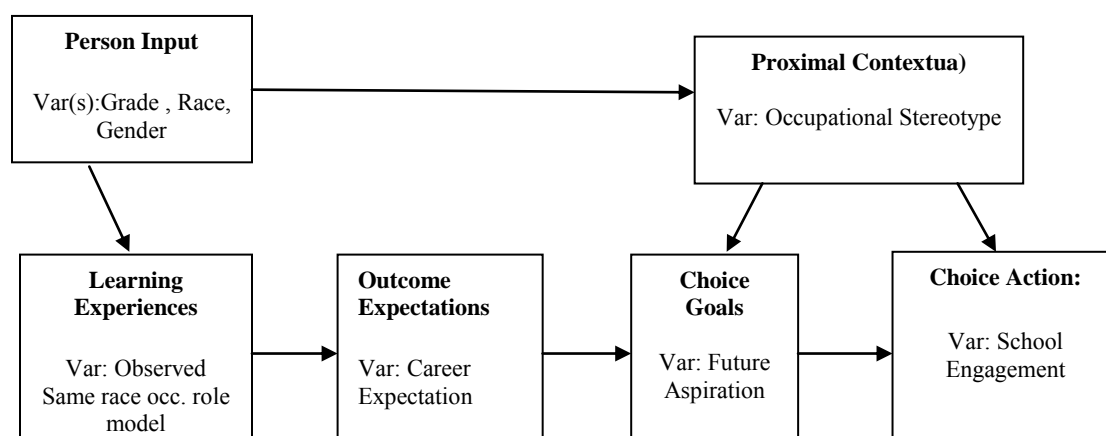 Person Input
Var(s):Grade , Race,
Gender
Proximal Contextua)
Var: Occupational Stereotype
Learning
Experiences
Var: Observed
Same race occ. role
model
Outcome
Expectations
Var: Career
Expectation
Choice
Goals
Var: Future
Aspiration
Choice Action:
Var: School
Engagement